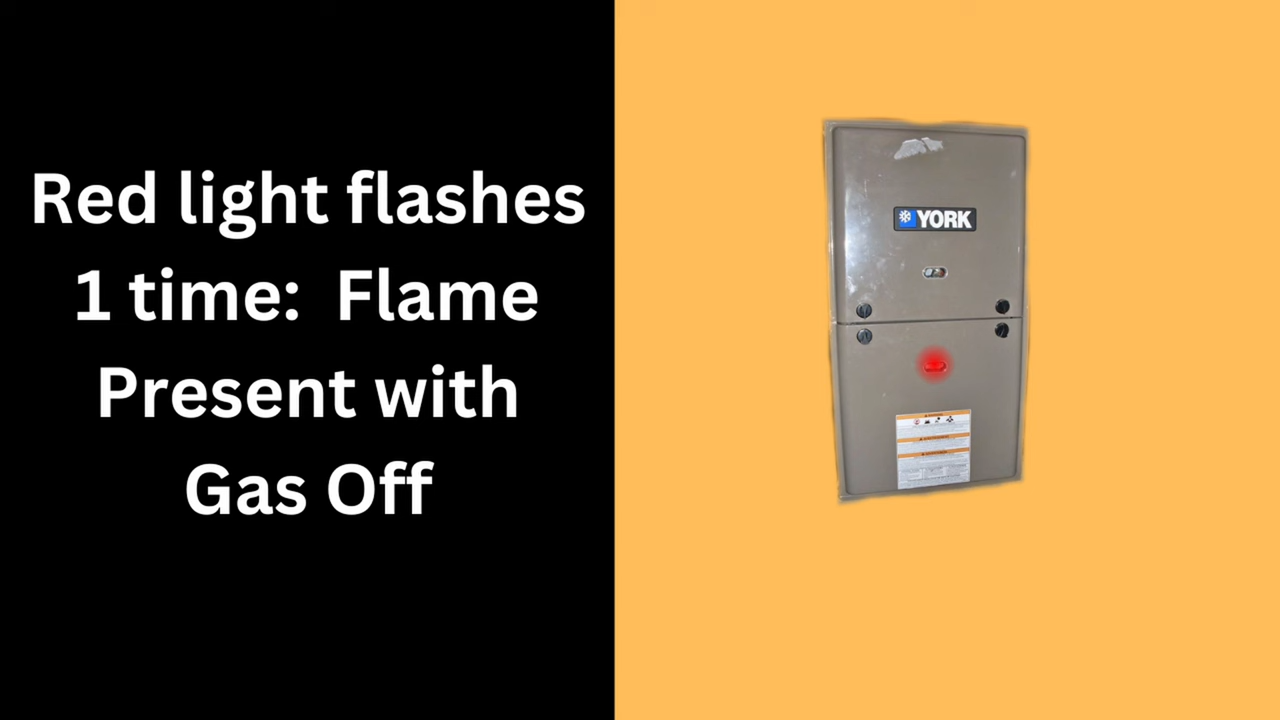 Red light flashes
1 time:  Flame
Present with
Gas Off
YORK